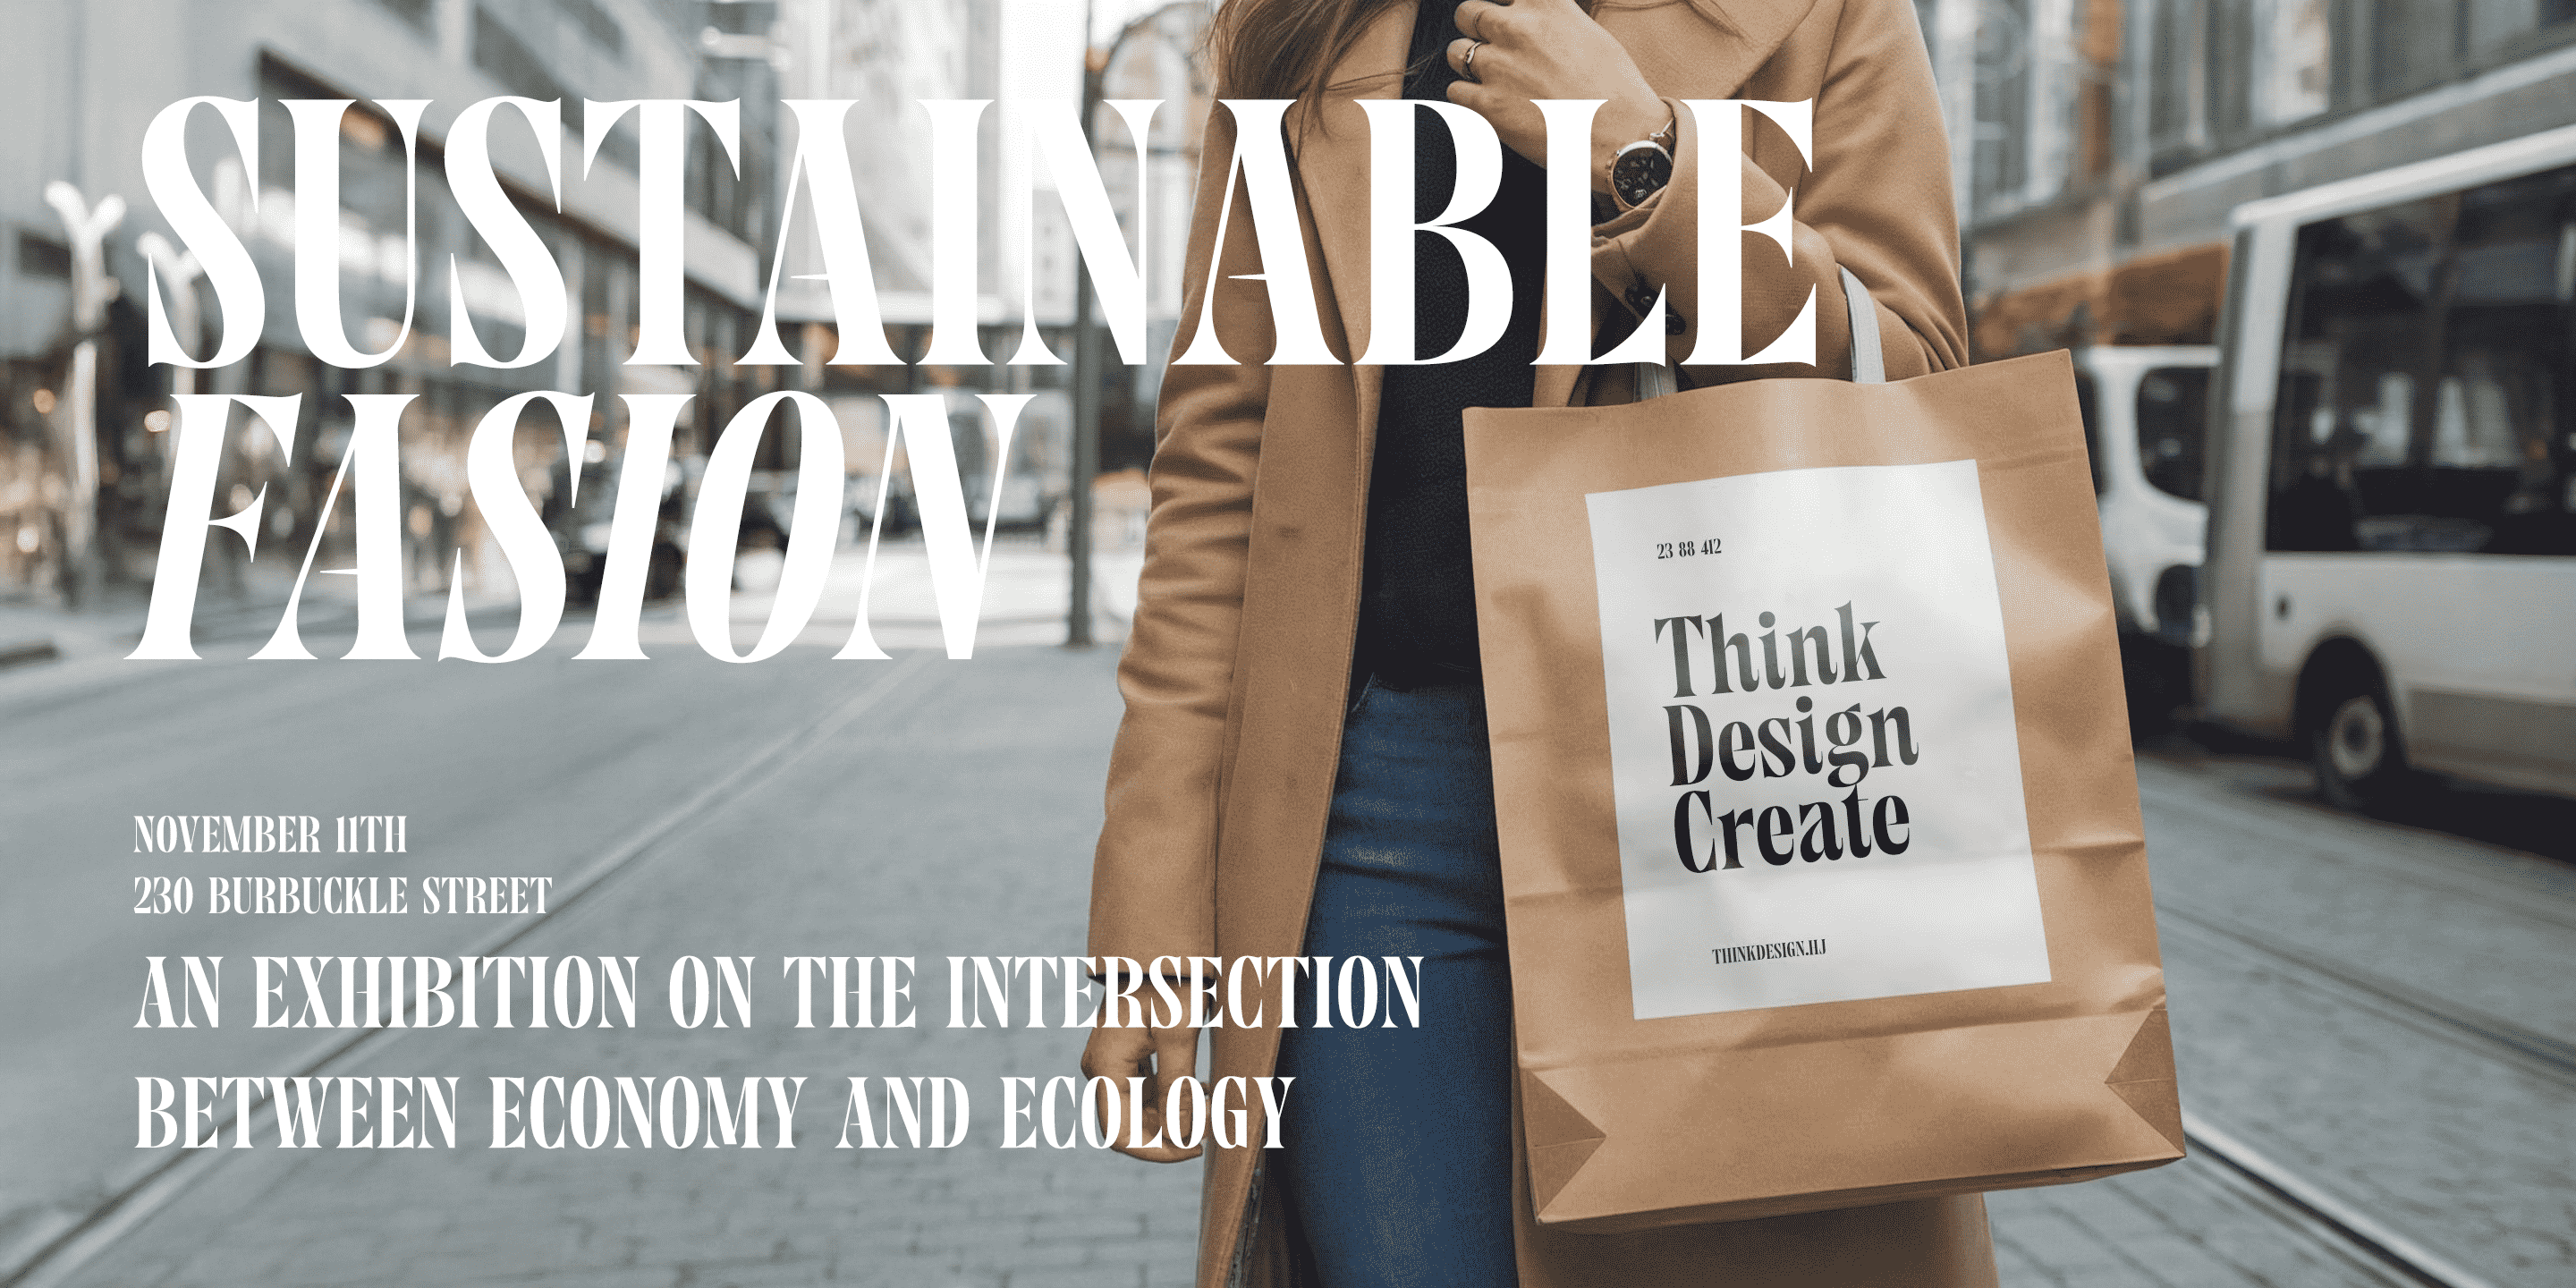 SUSTAINABLE
FASION
NOVEMBER 11TH
230 BURBUCKLE STREET
AN EXHIBITION ON THE INTERSECTION
BETWEEN ECONOMY AND ECOLOGY
23 88 412
Think
Design
Create
THINKDESIGN.HJ